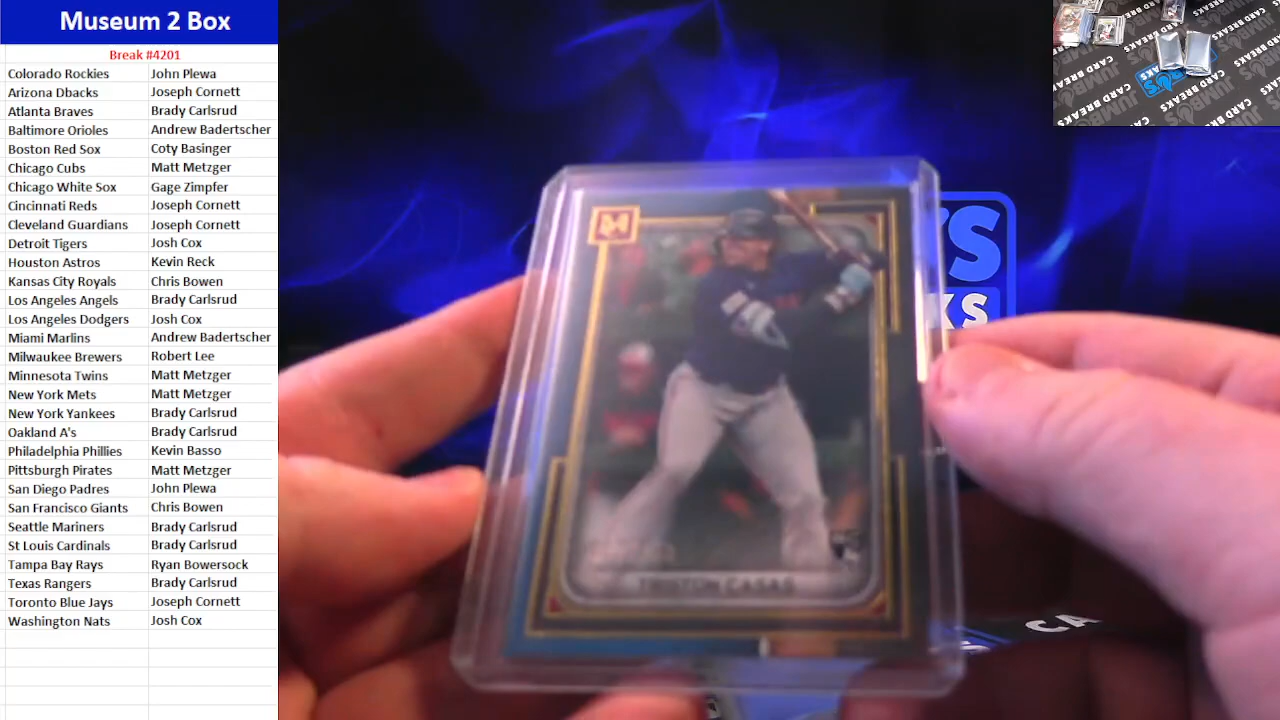 Museum 2 Box
Break #4201
Colorado Rockies John Plewa
Arizona Dbacks Joseph Cornett
Atlanta Braves Brady Carlsrud
Baltimore Orioles Andrew Badertscher
Boston Red Sox Coty Basinger
Chicago Cubs Matt Metzger
Chicago White Sox Gage Zimpfer
Cincinnati Reds Joseph Cornett
Cleveland Guardians Joseph Cornett
Detroit Tigers Josh Cox
Houston Astros Kevin Reck
Kansas City Royals Chris Bowen
Los Angeles Angels Brady Carlsrud
Los Angeles Dodgers Josh Cox
Miami Marlins Andrew Badertscher
Milwaukee Brewers Robert Lee
Minnesota Twins Matt Metzger
New York Mets Matt Metzger
New York Yankees Brady Carlsrud
Oakland A's Brady Carlsrud
Philadelphia Phillies Kevin Basso
Pittsburgh Pirates Matt Metzger
San Diego Padres John Plewa
San Francisco Giants Chris Bowen
Seattle Mariners Brady Carlsrud
St Louis Cardinals Brady Carlsrud
Tampa Bay Rays Ryan Bowersock
Texas Rangers Brady Carlsrud
Toronto Blue Jays Joseph Cornett
Washington Nats Josh Cox
TRISTON CASAS
CARD BREAKS
JUMBO'S
CARD BREAKS